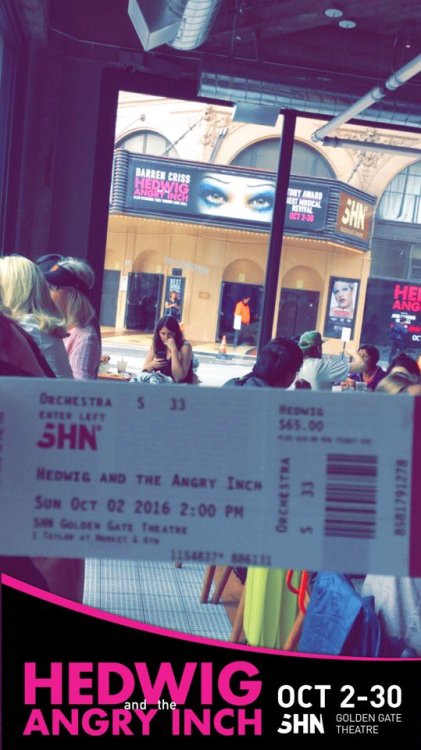 DARREN CRISS
HEDWIG
ANGRY INCH
TONY AWARD
BEST MUSICAL
REVIVAL
OCT 2-30
SHN
ORCHESTRA S 33
ENTER LEFT
SHN
HEDWIG AND THE ANGRY INCH
SUN OCT 02 2016 2:00 PM
SHN GOLDEN GATE THEATRE
1 TAYLOR AT MARKET & 6TH
HEDWIG
$65.00
ORCHESTRA
S 33
8581791278
HEDWIG
and the
ANGRY INCH
OCT 2-30
SHN GOLDEN GATE
THEATRE